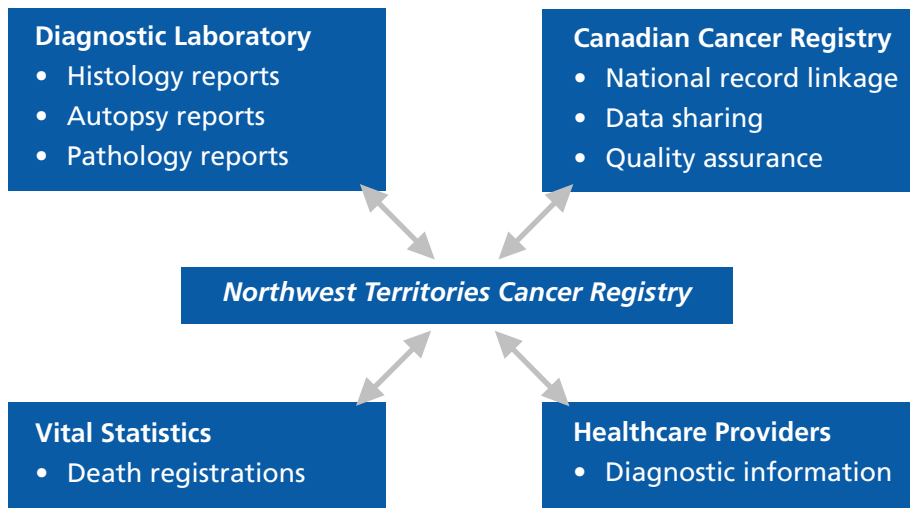 Diagnostic Laboratory
• Histology reports
• Autopsy reports
• Pathology reports
Canadian Cancer Registry
• National record linkage
• Data sharing
• Quality assurance
Northwest Territories Cancer Registry
Vital Statistics
• Death registrations
Healthcare Providers
• Diagnostic information